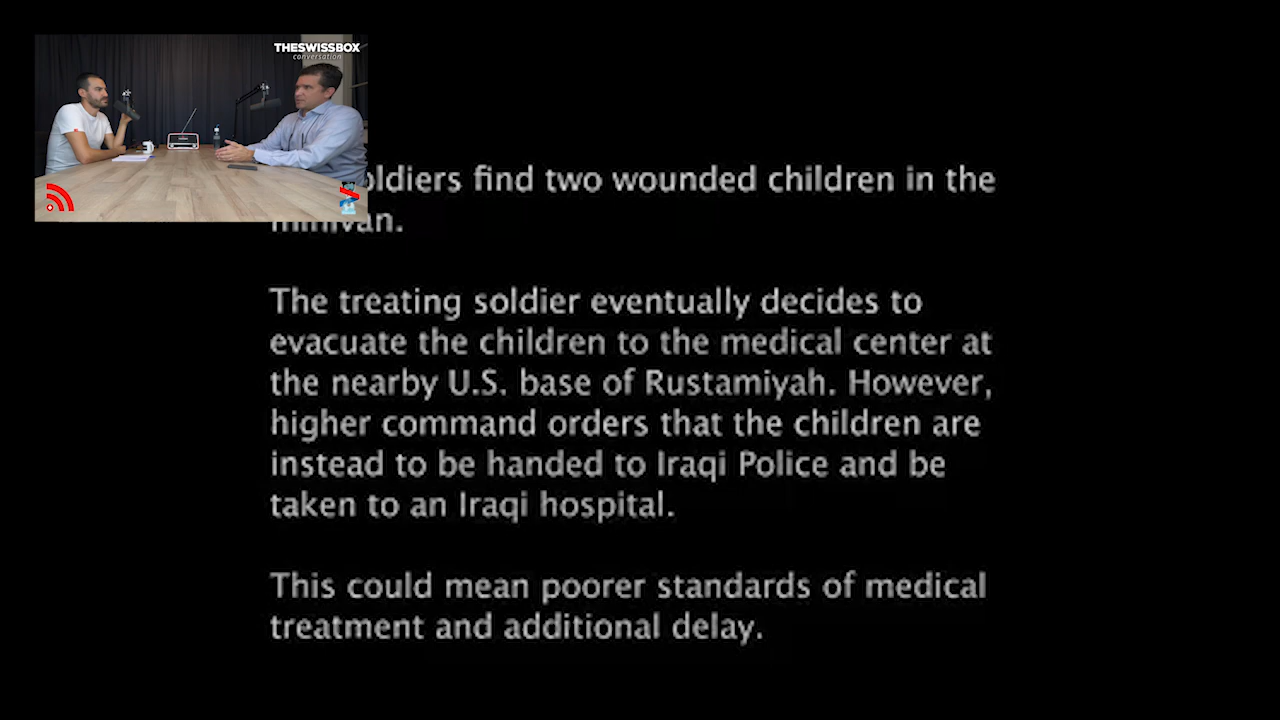 THESWISSBOX
conversation
oldiers find two wounded children in the
minivan.
The treating soldier eventually decides to
evacuate the children to the medical center at
the nearby U.S. base of Rustamiyah. However,
higher command orders that the children are
instead to be handed to Iraqi Police and be
taken to an Iraqi hospital.
This could mean poorer standards of medical
treatment and additional delay.